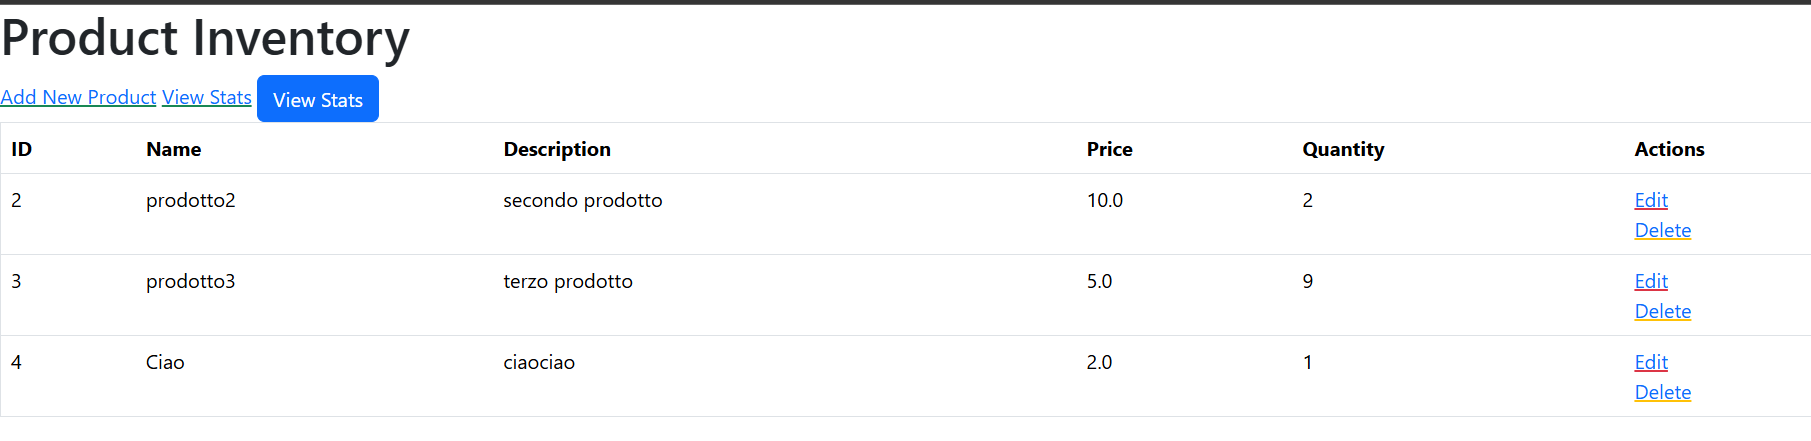 Product Inventory
Add New Product View Stats View Stats
ID Name Description Price Quantity Actions
2 prodotto2 secondo prodotto 10.0 2 Edit
Delete
3 prodotto3 terzo prodotto 5.0 9 Edit
Delete
4 Ciao ciaociao 2.0 1 Edit
Delete